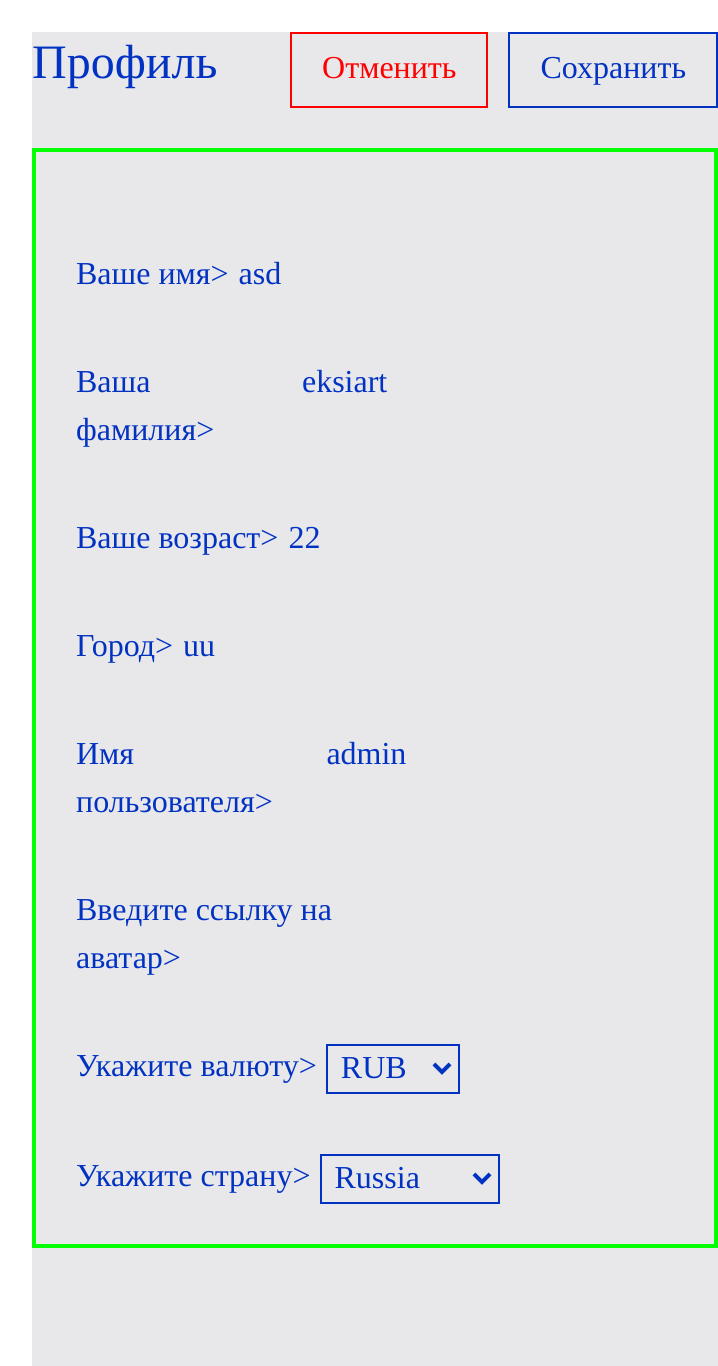 Профиль Отменить Сохранить
Ваше имя> asd
Ваша eksiart
фамилия>
Ваше возраст> 22
Город> uu
Имя admin
пользователя>
Введите ссылку на
аватар>
Укажите валюту> RUB
Укажите страну> Russia